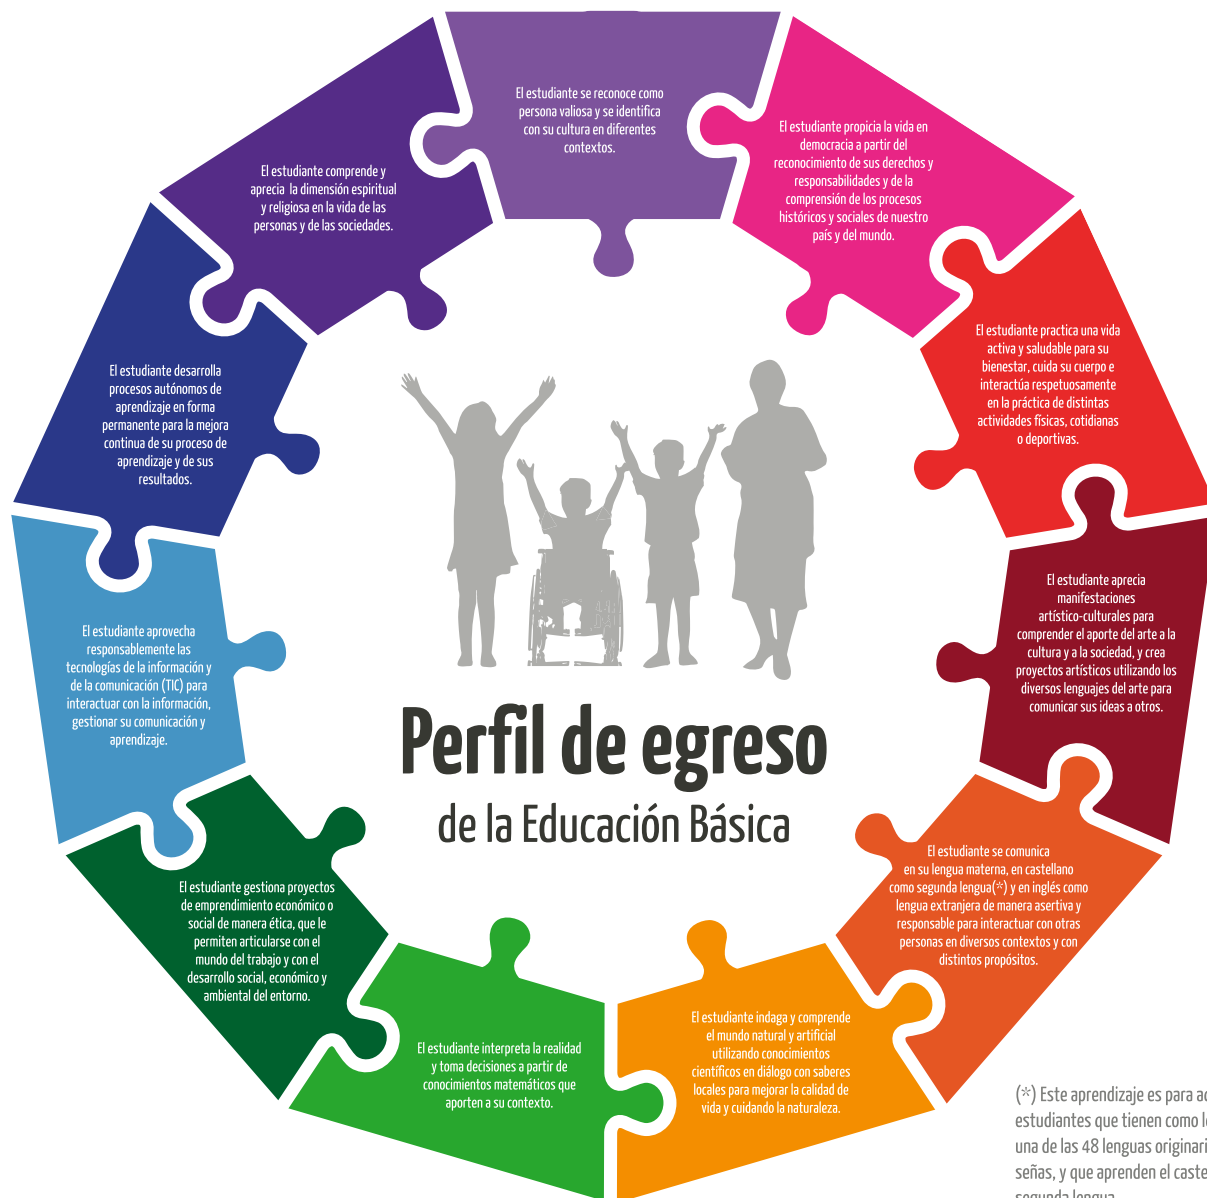 El estudiante se reconoce como
persona valiosa y se identifica
con su cultura en diferentes
contextos.
El estudiante propicia la vida en
democracia a partir del
reconocimiento de sus derechos y
responsabilidades y de la
comprensión de los procesos
históricos y sociales de nuestro
país y del mundo.
El estudiante practica una vida
activa y saludable para su
bienestar, cuida su cuerpo e
interactúa respetuosamente
en la práctica de distintas
actividades físicas, cotidianas
o deportivas.
El estudiante aprecia
manifestaciones
artístico-culturales para
comprender el aporte del arte a la
cultura y a la sociedad, y crea
proyectos artísticos utilizando los
diversos lenguajes del arte para
comunicar sus ideas a otros.
El estudiante se comunica
en su lengua materna, en castellano
como segunda lengua(*) y en inglés como
lengua extranjera de manera asertiva y
responsable para interactuar con otras
personas en diversos contextos y con
distintos propósitos.
El estudiante indaga y comprende
el mundo natural y artificial
utilizando conocimientos
científicos en diálogo con saberes
locales para mejorar la calidad de
vida y cuidando la naturaleza.
El estudiante interpreta la realidad
y toma decisiones a partir de
conocimientos matemáticos que
aporten a su contexto.
El estudiante gestiona proyectos
de emprendimiento económico o
social de manera ética, que le
permiten articularse con el
mundo del trabajo y con el
desarrollo social, económico y
ambiental del entorno.
El estudiante aprovecha
responsablemente las
tecnologías de la información y
de la comunicación (TIC) para
interactuar con la información,
gestionar su comunicación y
aprendizaje.
El estudiante desarrolla
procesos autónomos de
aprendizaje en forma
permanente para la mejora
continua de su proceso de
aprendizaje y de sus
resultados.
El estudiante comprende y
aprecia la dimensión espiritual
y religiosa en la vida de las
personas y de las sociedades.
Perfil de egreso
de la Educación Básica
(*) Este aprendizaje es para
estudiantes que tienen como
una de las 48 lenguas
señas, y que aprenden el
segunda lengua